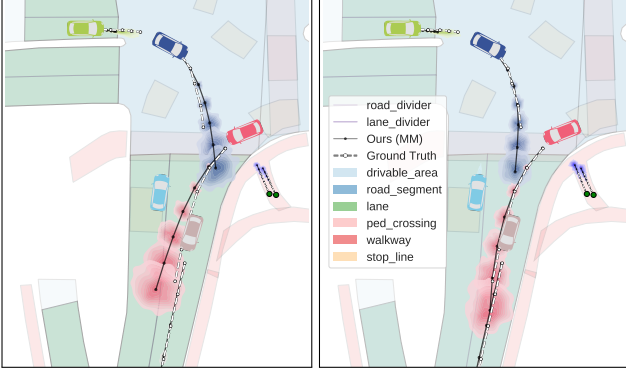 road_divider
lane_divider
Ours (MM)
Ground Truth
drivable_area
road_segment
lane
ped_crossing
walkway
stop_line